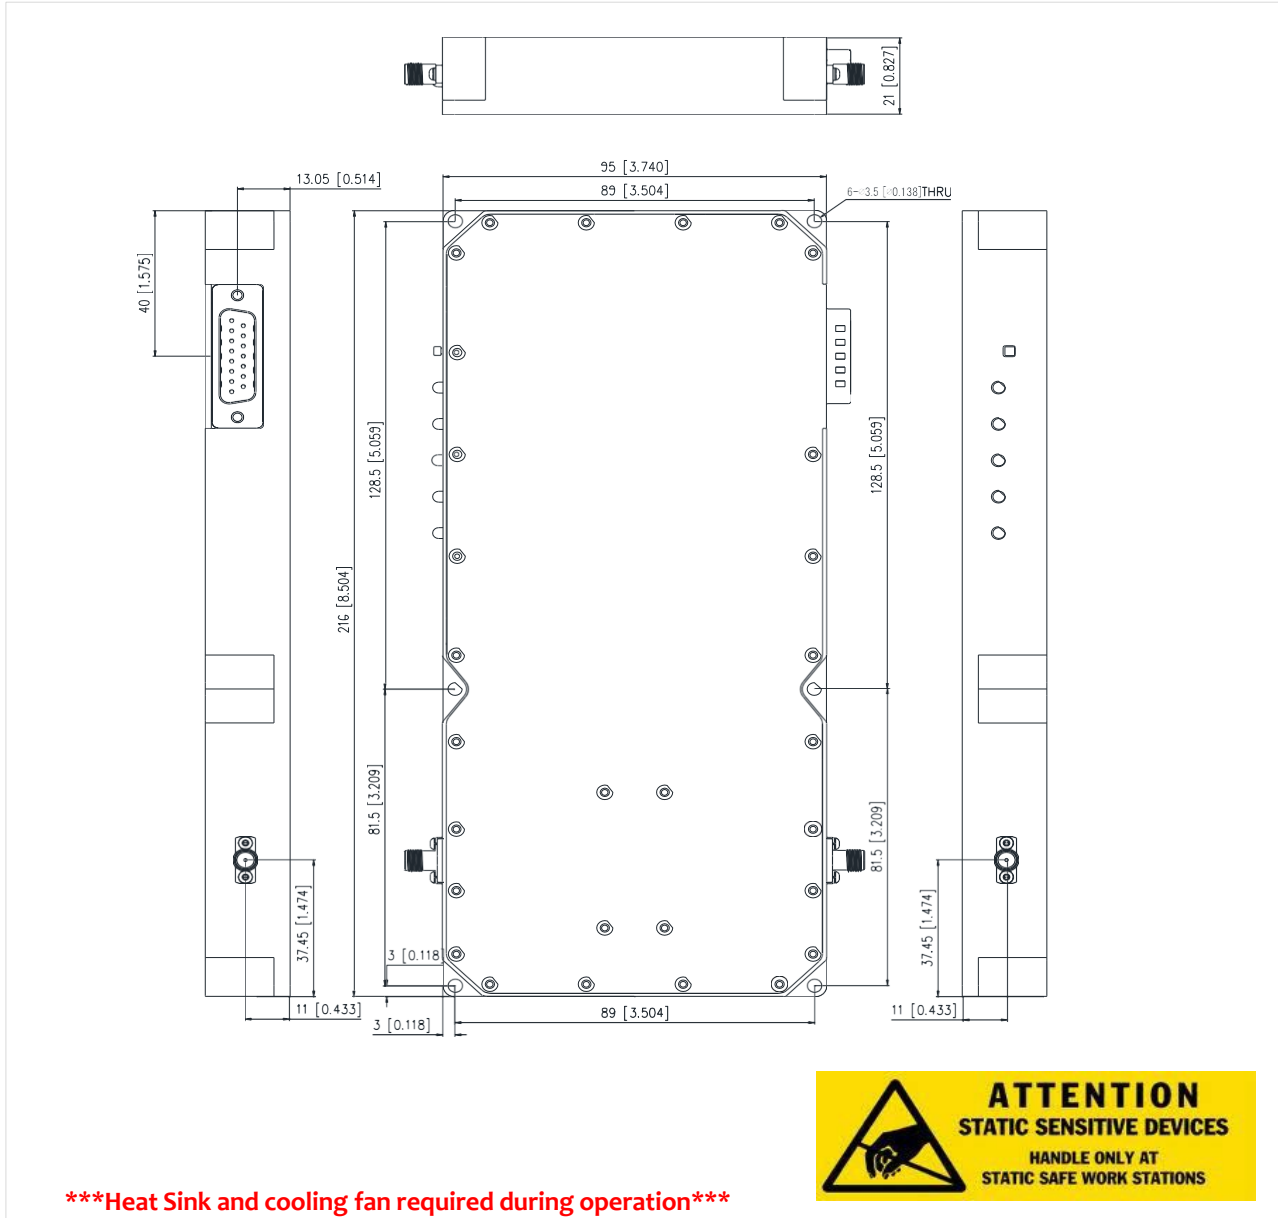 21 [0.827]
13.05 [0.514]
95 [3.740]
89 [3.504]
6-⌀3.5 [⌀0.138]THRU
40 [1.575]
128.5 [5.059]
128.5 [5.059]
216 [8.504]
81.5 [3.209]
81.5 [3.209]
37.45 [1.474]
37.45 [1.474]
3 [0.118]
11 [0.433]
3 [0.118]
89 [3.504]
11 [0.433]
ATTENTION
STATIC SENSITIVE DEVICES
HANDLE ONLY AT
STATIC SAFE WORK STATIONS
***Heat Sink and cooling fan required during operation***